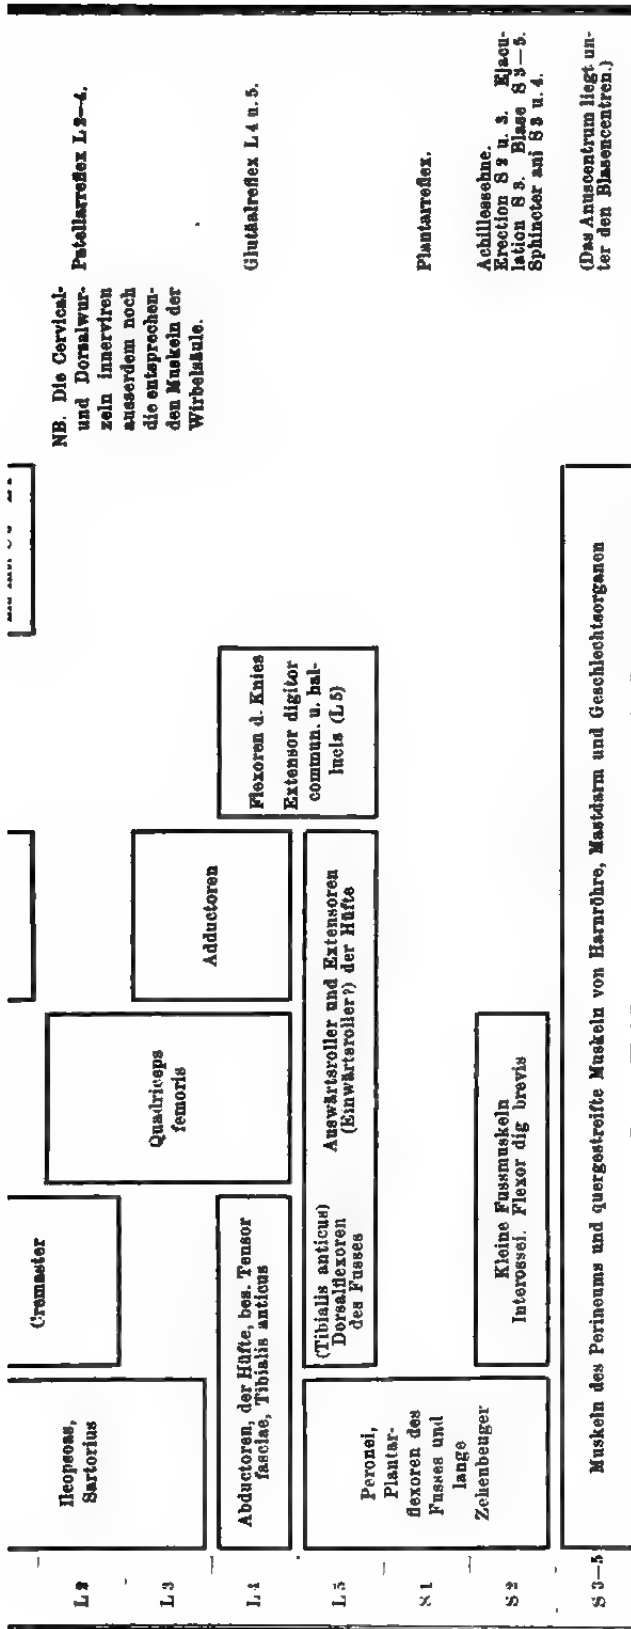 L 2
L 3
L 4
L 5
S 1
S 2
S 3–5
Ileopsoas,
Sartorius
Cremaster
Quadriceps
femoris
Adductoren
Abductoren, der Hüfte, bes. Tensor
fasciae, Tibialis anticus
Flexoren d. Knies
Extensor digitor
commun. u. hal-
lucis (L 5)
Peronei,
Plantar-
flexoren des
Fusses und
lange
Zehenbeuger
(Tibialis anticus)
Dorsalflexoren
des Fusses
Auswärtsroller und Extensoren
(Einwärtsroller?) der Hüfte
Kleine Fussmuskeln
Interossei. Flexor dig brevis
Muskeln des Perineums und quergestreifte Muskeln von Harnröhre, Mastdarm und Geschlechtsorganen
NB. Die Cervical-
und Dorsalwur-
zeln innerviren
ausserdem noch
die entsprechen-
den Muskeln der
Wirbelsäule.
Patellarreflex L 2–4.
Glutäalreflex L 4 u. 5.
Plantarreflex.
Achillessehne.
Erection S 2 u. 3. Ejacu-
lation S 3. Blase S 3–5.
Sphincter ani S 3 u. 4.
(Das Anuscentrum liegt un-
ter den Blasencentren.)